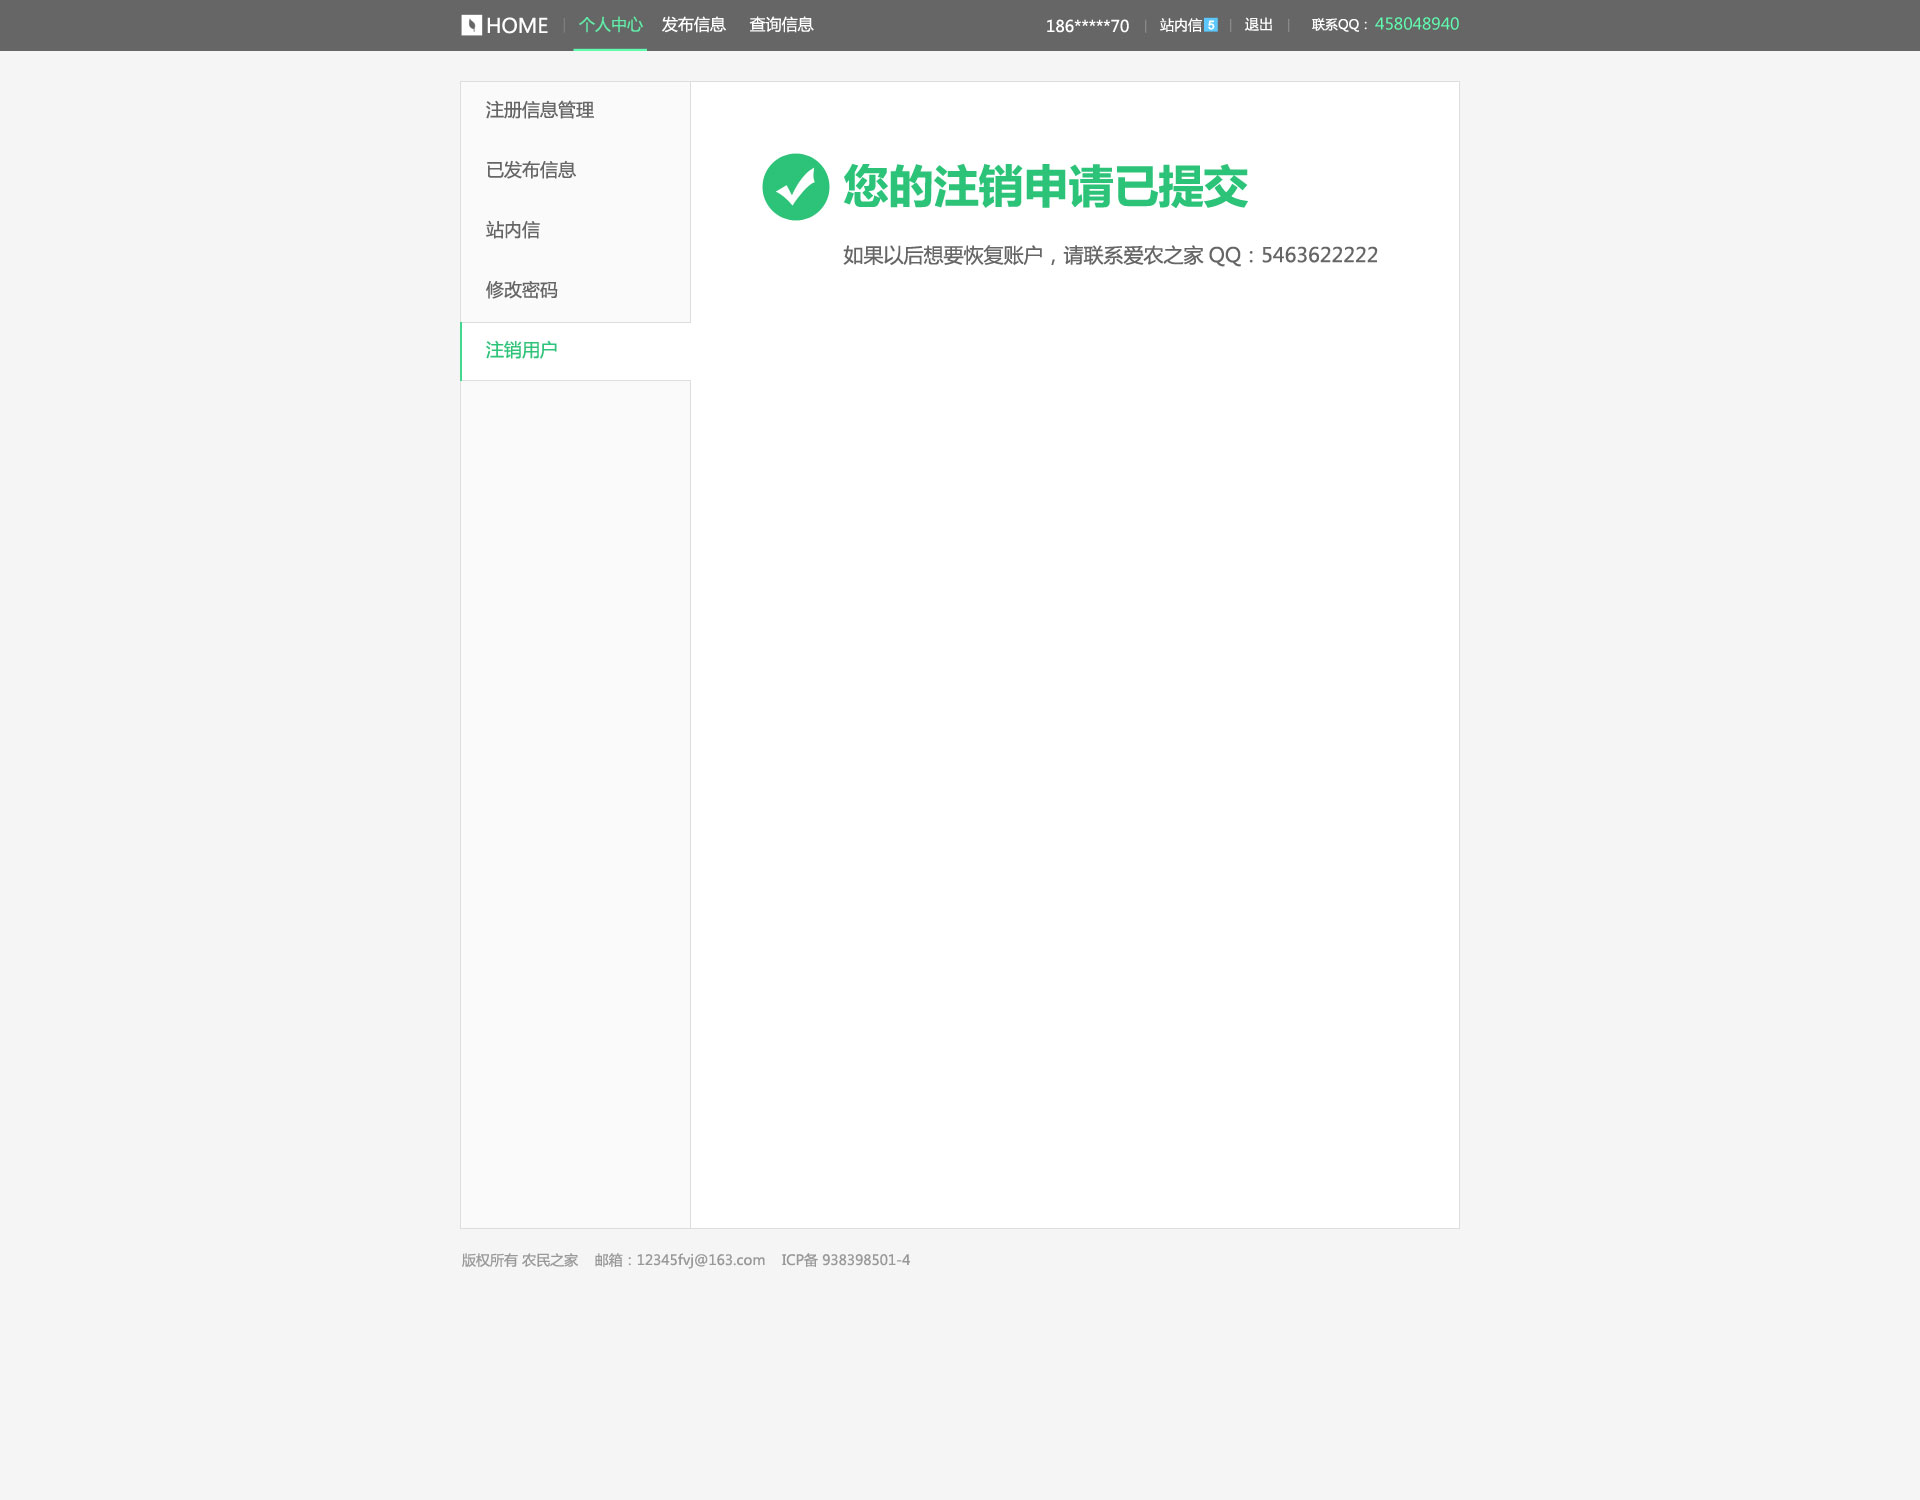 HOME 个人中心 发布信息 查询信息 186*****70 站内信 5 退出 联系QQ：458048940
注册信息管理
已发布信息
站内信
修改密码
注销用户
您的注销申请已提交
如果以后想要恢复账户，请联系爱农之家 QQ：5463622222
版权所有 农民之家 邮箱：12345fvj@163.com ICP备 938398501-4